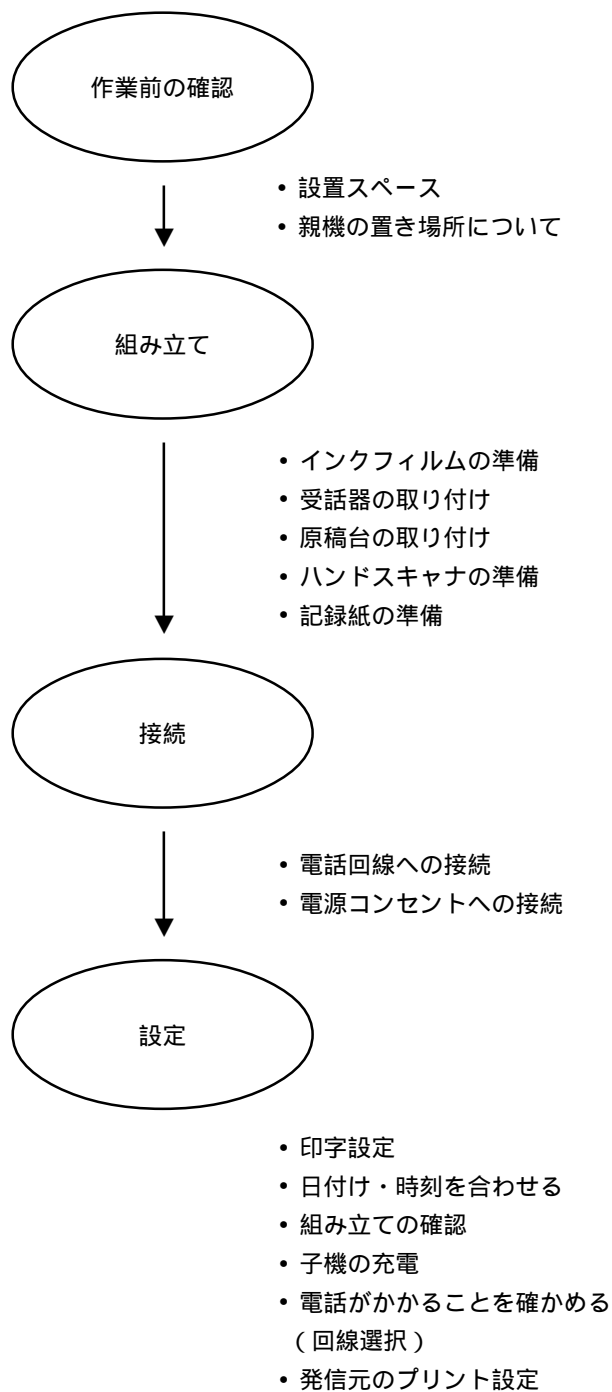 作業前の確認
• 設置スペース
• 親機の置き場所について
組み立て
• インクフィルムの準備
• 受話器の取り付け
• 原稿台の取り付け
• ハンドスキャナの準備
• 記録紙の準備
接続
• 電話回線への接続
• 電源コンセントへの接続
設定
• 印字設定
• 日付け・時刻を合わせる
• 組み立ての確認
• 子機の充電
• 電話がかかることを確かめる
（回線選択）
• 発信元のプリント設定